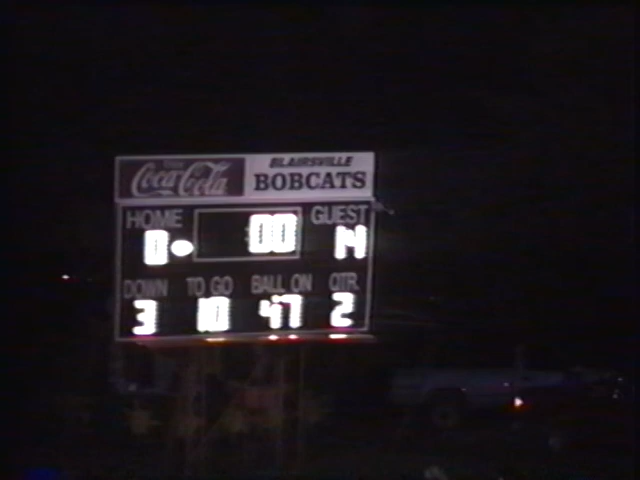 Coca-Cola BLAIRSVILLE
BOBCATS
HOME 00 GUEST
0 14
DOWN TO GO BALL ON QTR
3 10 47 2